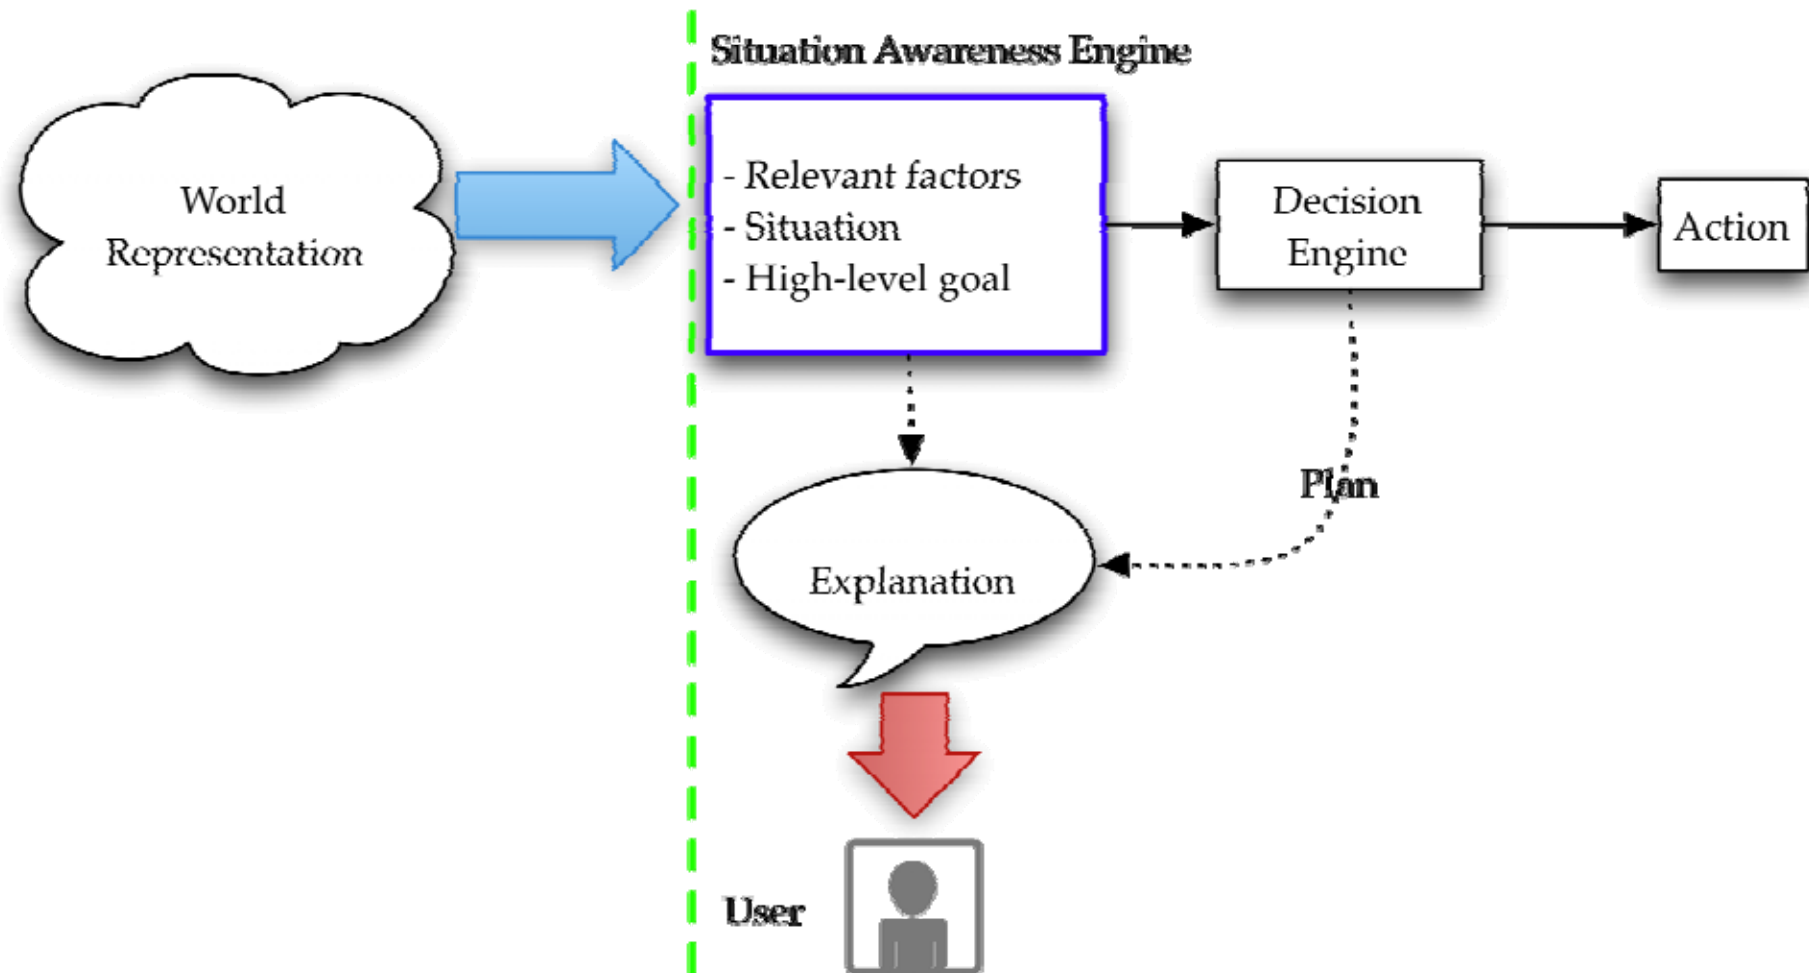 Situation Awareness Engine
World
Representation
- Relevant factors
- Situation
- High-level goal
Decision
Engine
Action
Plan
Explanation
User